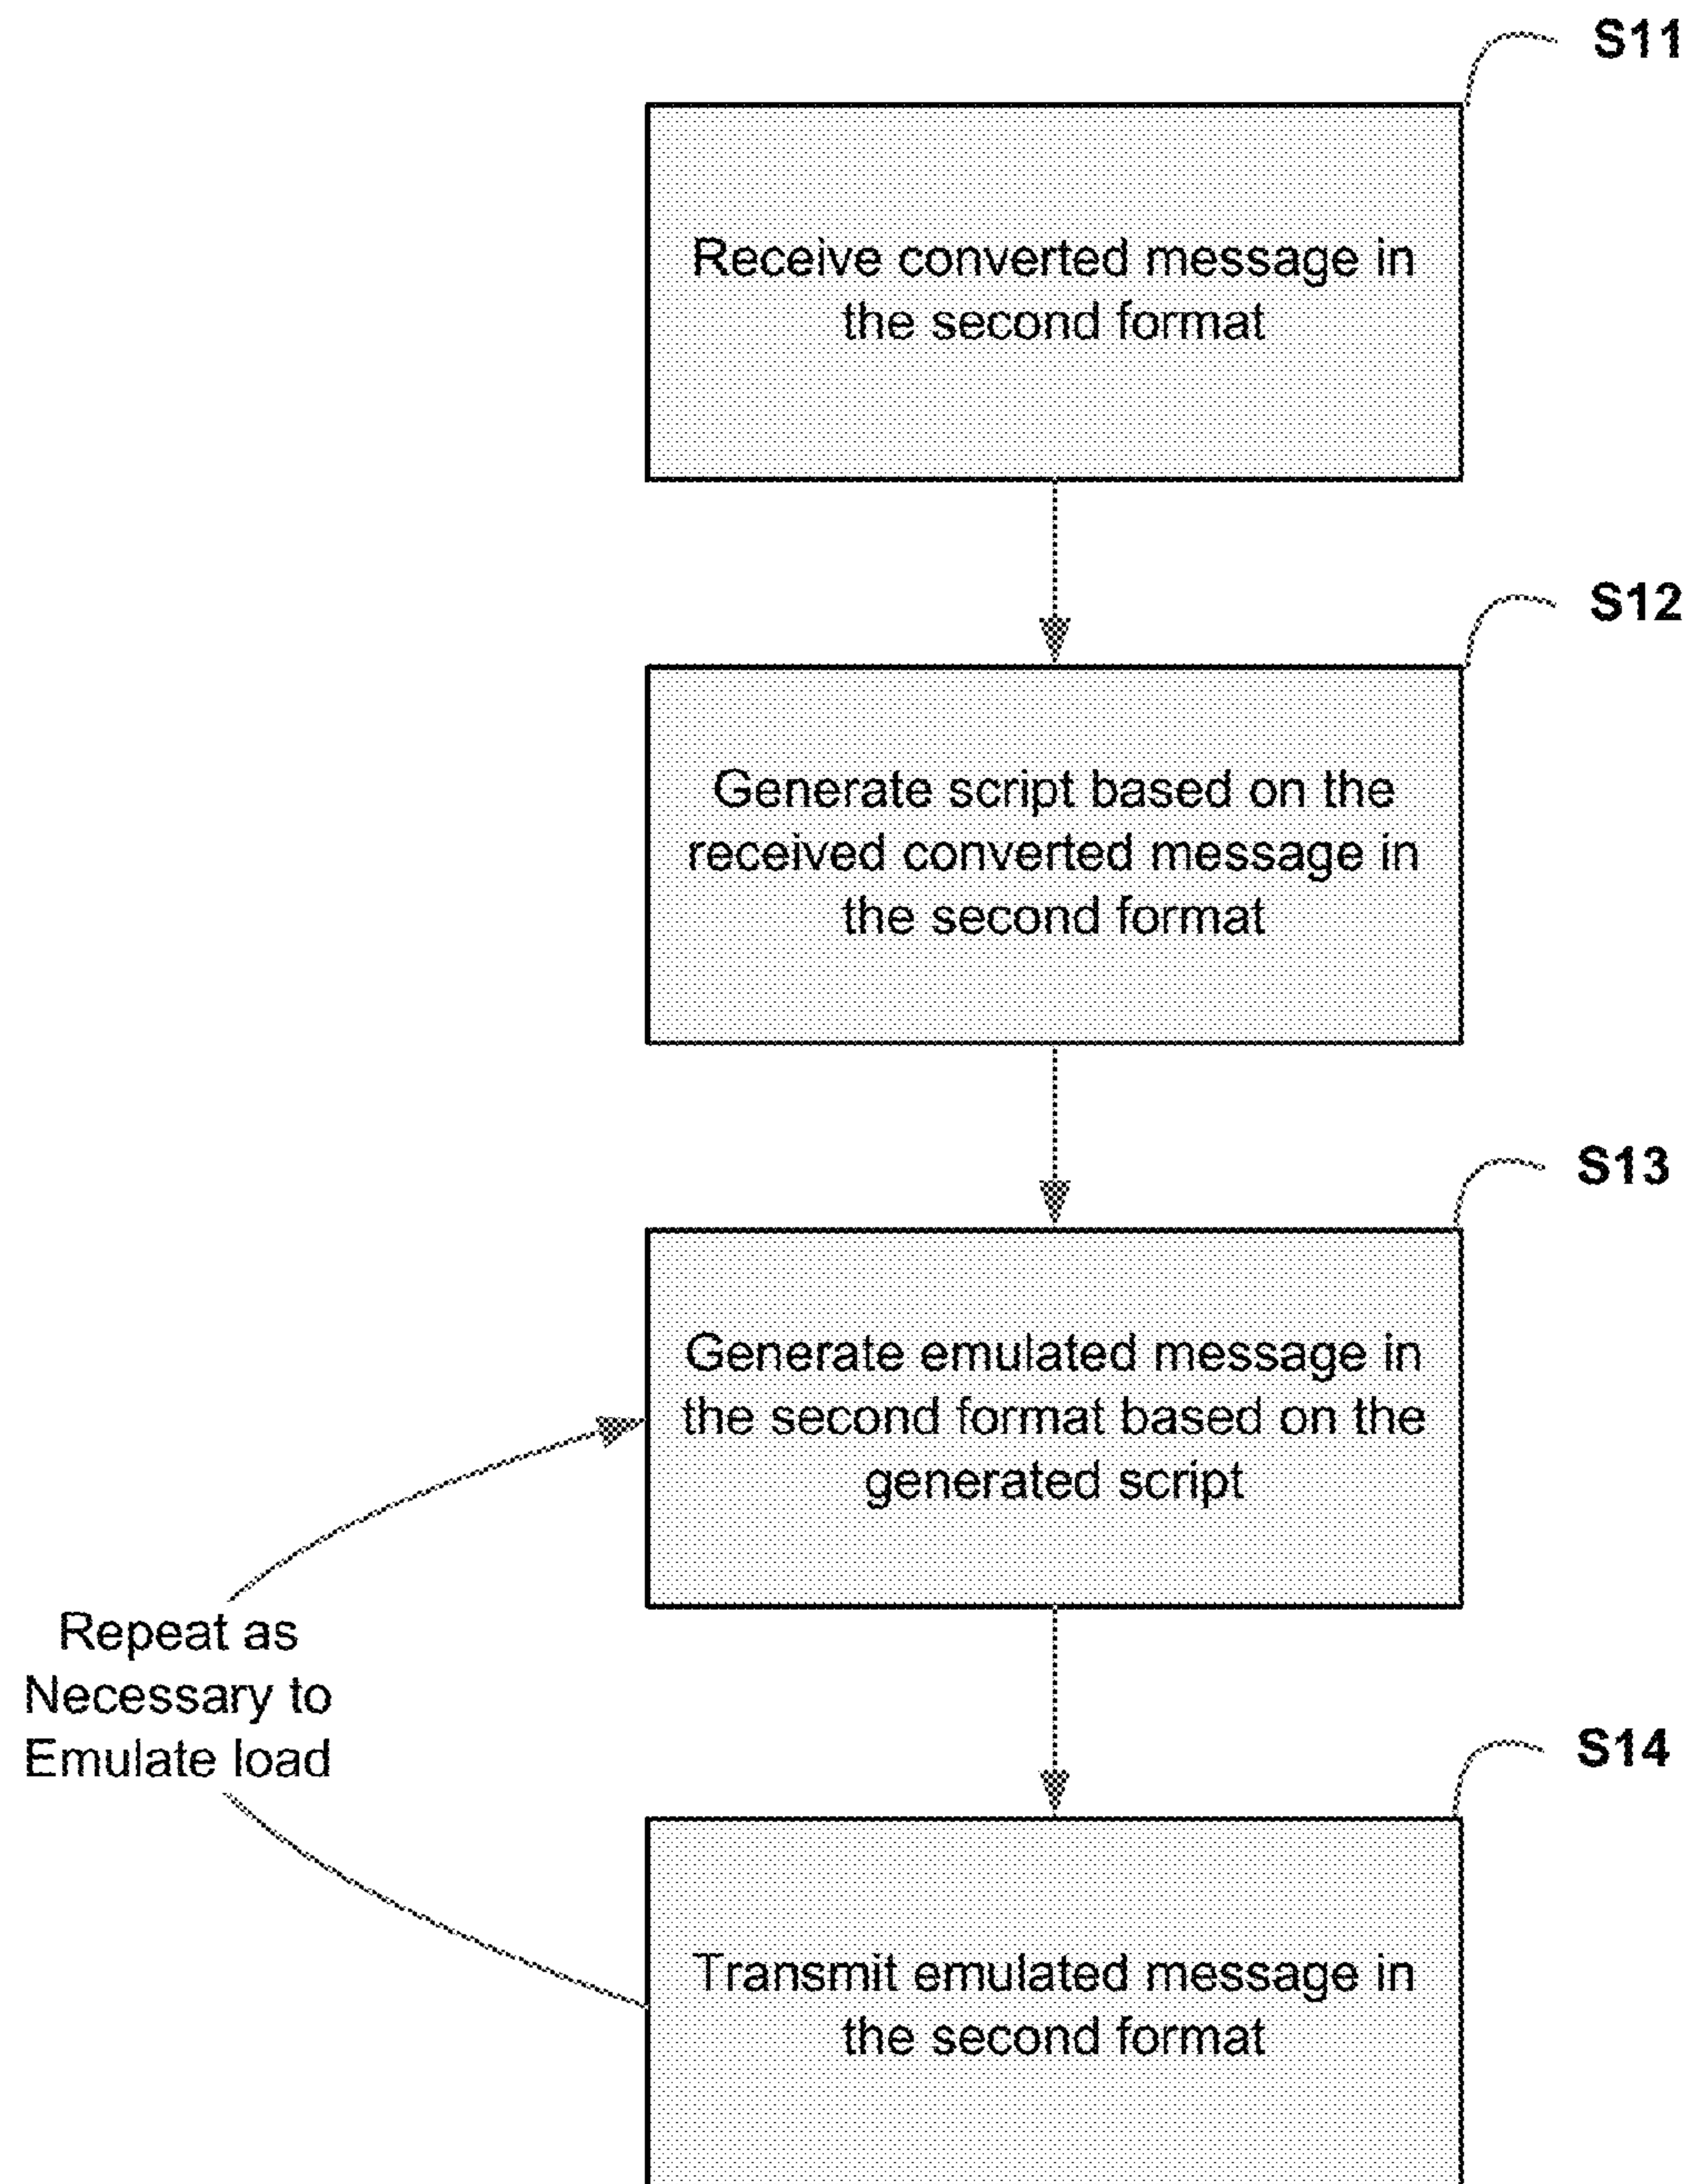 S11
Receive converted message in
the second format
S12
Generate script based on the
received converted message in
the second format
S13
Generate emulated message in
the second format based on the
generated script
Repeat as
Necessary to
Emulate load
S14
Transmit emulated message in
the second format